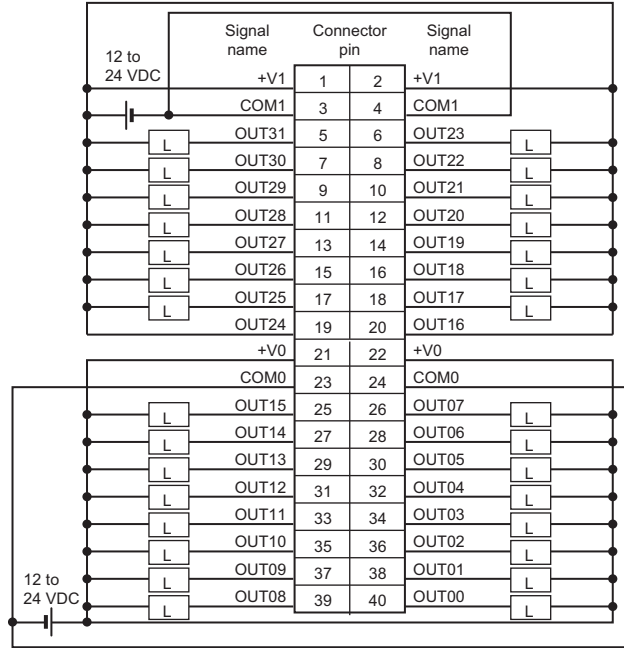 Signal name Connector pin Signal name
12 to
24 VDC
+V1 1 2 +V1
COM1 3 4 COM1
L OUT31 5 6 OUT23 L
L OUT30 7 8 OUT22 L
L OUT29 9 10 OUT21 L
L OUT28 11 12 OUT20 L
L OUT27 13 14 OUT19 L
L OUT26 15 16 OUT18 L
L OUT25 17 18 OUT17 L
OUT24 19 20 OUT16
+V0 21 22 +V0
COM0 23 24 COM0
L OUT15 25 26 OUT07 L
L OUT14 27 28 OUT06 L
L OUT13 29 30 OUT05 L
L OUT12 31 32 OUT04 L
L OUT11 33 34 OUT03 L
L OUT10 35 36 OUT02 L
L OUT09 37 38 OUT01 L
12 to
24 VDC
L OUT08 39 40 OUT00 L